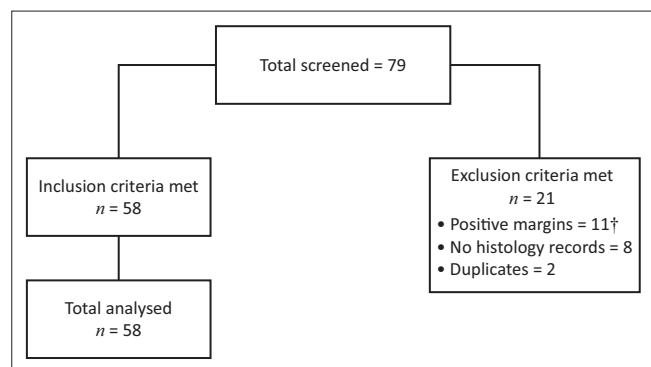 Total screened = 79
Inclusion criteria met
n = 58
Exclusion criteria met
n = 21
• Positive margins = 11†
• No histology records = 8
• Duplicates = 2
Total analysed
n = 58